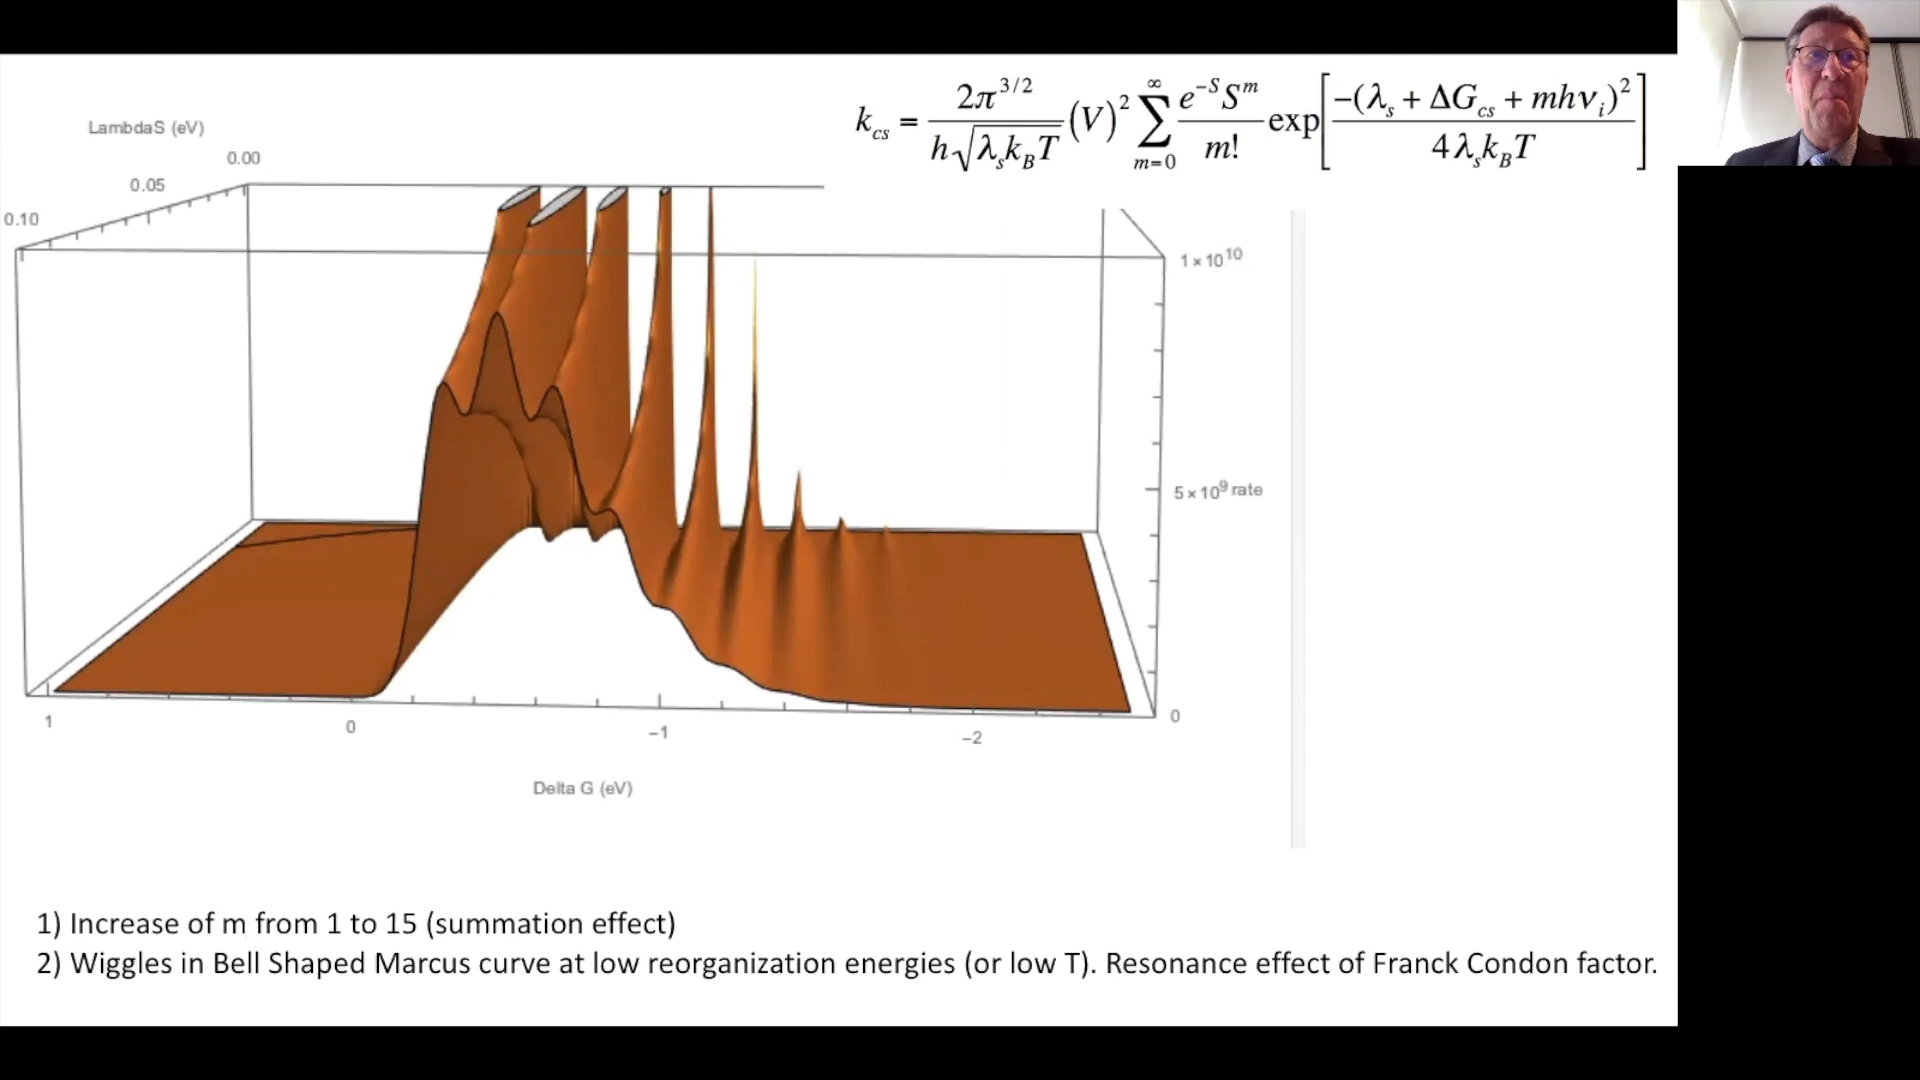 k_cs = 2π^{3/2} / (h√(λ_s k_B T)) (V)^2 Σ_{m=0}^{∞} (e^{-S} S^m / m!) exp[ -(λ_s + ΔG_cs + mhν_i)^2 / (4λ_s k_B T) ]
LambdaS (eV)
0.00
0.05
0.10
1×10^10
5×10^9 rate
0
1
0
−1
−2
Delta G (eV)
1) Increase of m from 1 to 15 (summation effect)
2) Wiggles in Bell Shaped Marcus curve at low reorganization energies (or low T). Resonance effect of Franck Condon factor.